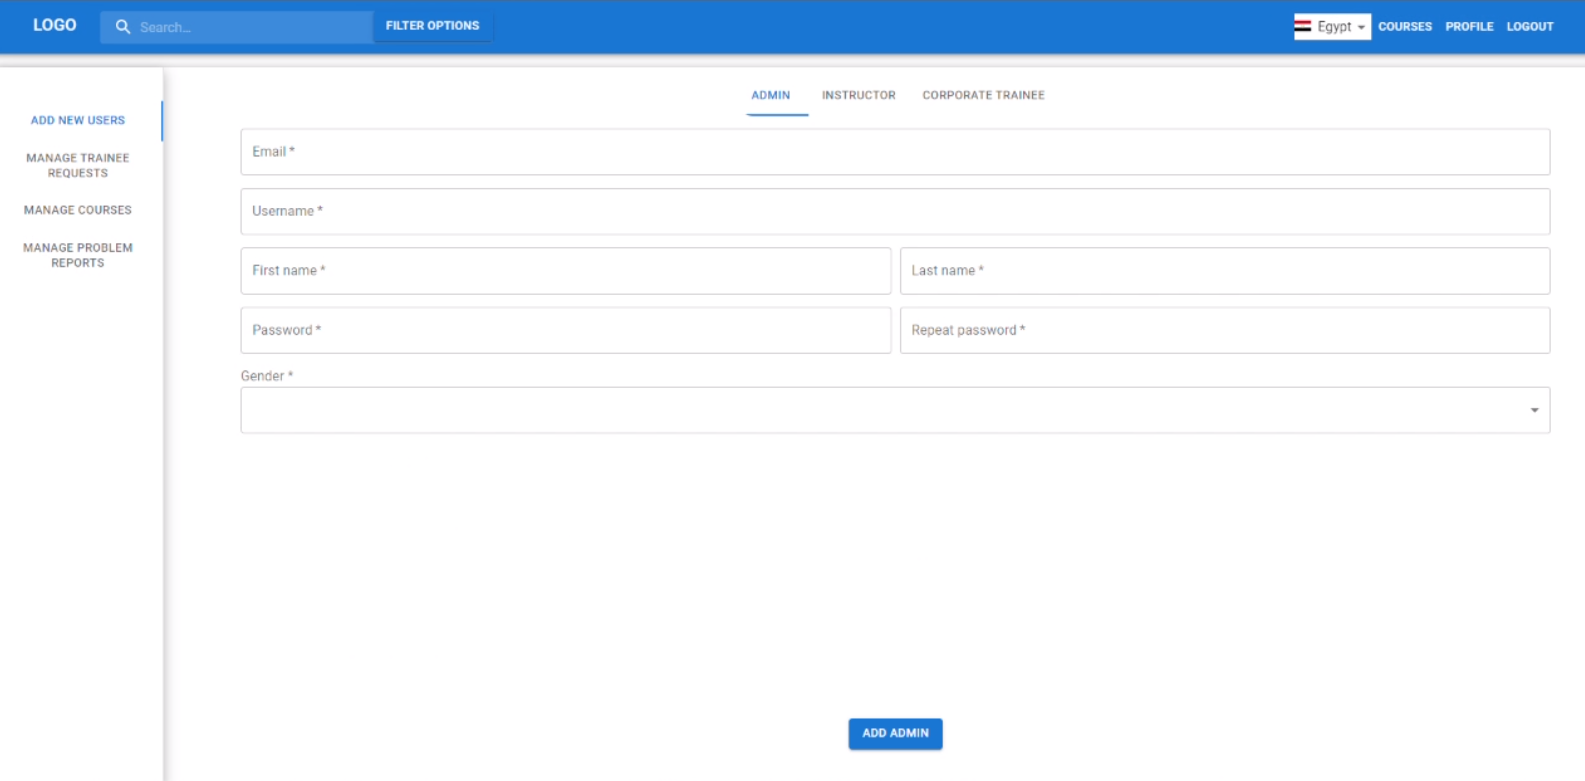 LOGO
Search...
FILTER OPTIONS
Egypt
COURSES
PROFILE
LOGOUT
ADD NEW USERS
MANAGE TRAINEE
REQUESTS
MANAGE COURSES
MANAGE PROBLEM
REPORTS
ADMIN
INSTRUCTOR
CORPORATE TRAINEE
Email *
Username *
First name *
Last name *
Password *
Repeat password *
Gender *
ADD ADMIN